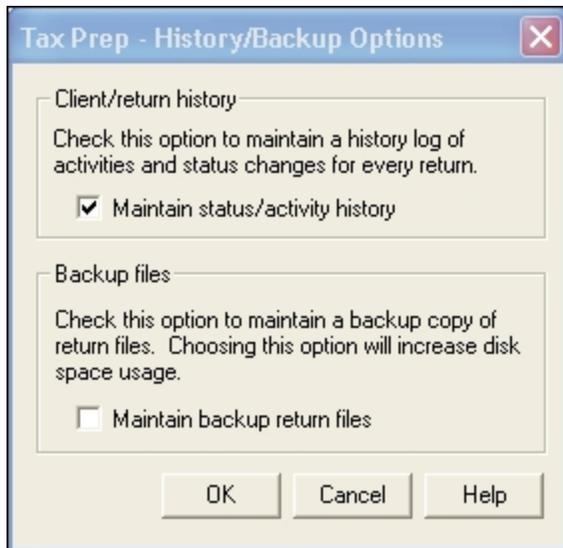 Tax Prep - History/Backup Options
Client/return history
Check this option to maintain a history log of
activities and status changes for every return.
Maintain status/activity history
Backup files
Check this option to maintain a backup copy of
return files.  Choosing this option will increase disk
space usage.
Maintain backup return files
OK Cancel Help